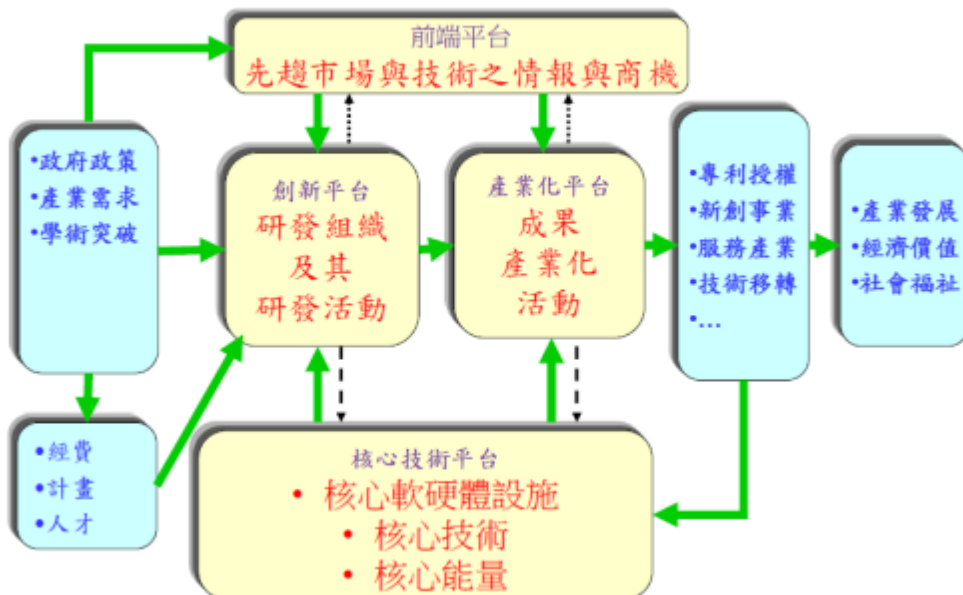 前端平台
先趨市場與技術之情報與商機
•政府政策
•產業需求
•學術突破
創新平台
研發組織
及其
研發活動
產業化平台
成果
產業化
活動
•專利授權
•新創事業
•服務產業
•技術移轉
•...
•產業發展
•經濟價值
•社會福祉
•經費
•計畫
•人才
核心技術平台
• 核心軟硬體設施
• 核心技術
• 核心能量